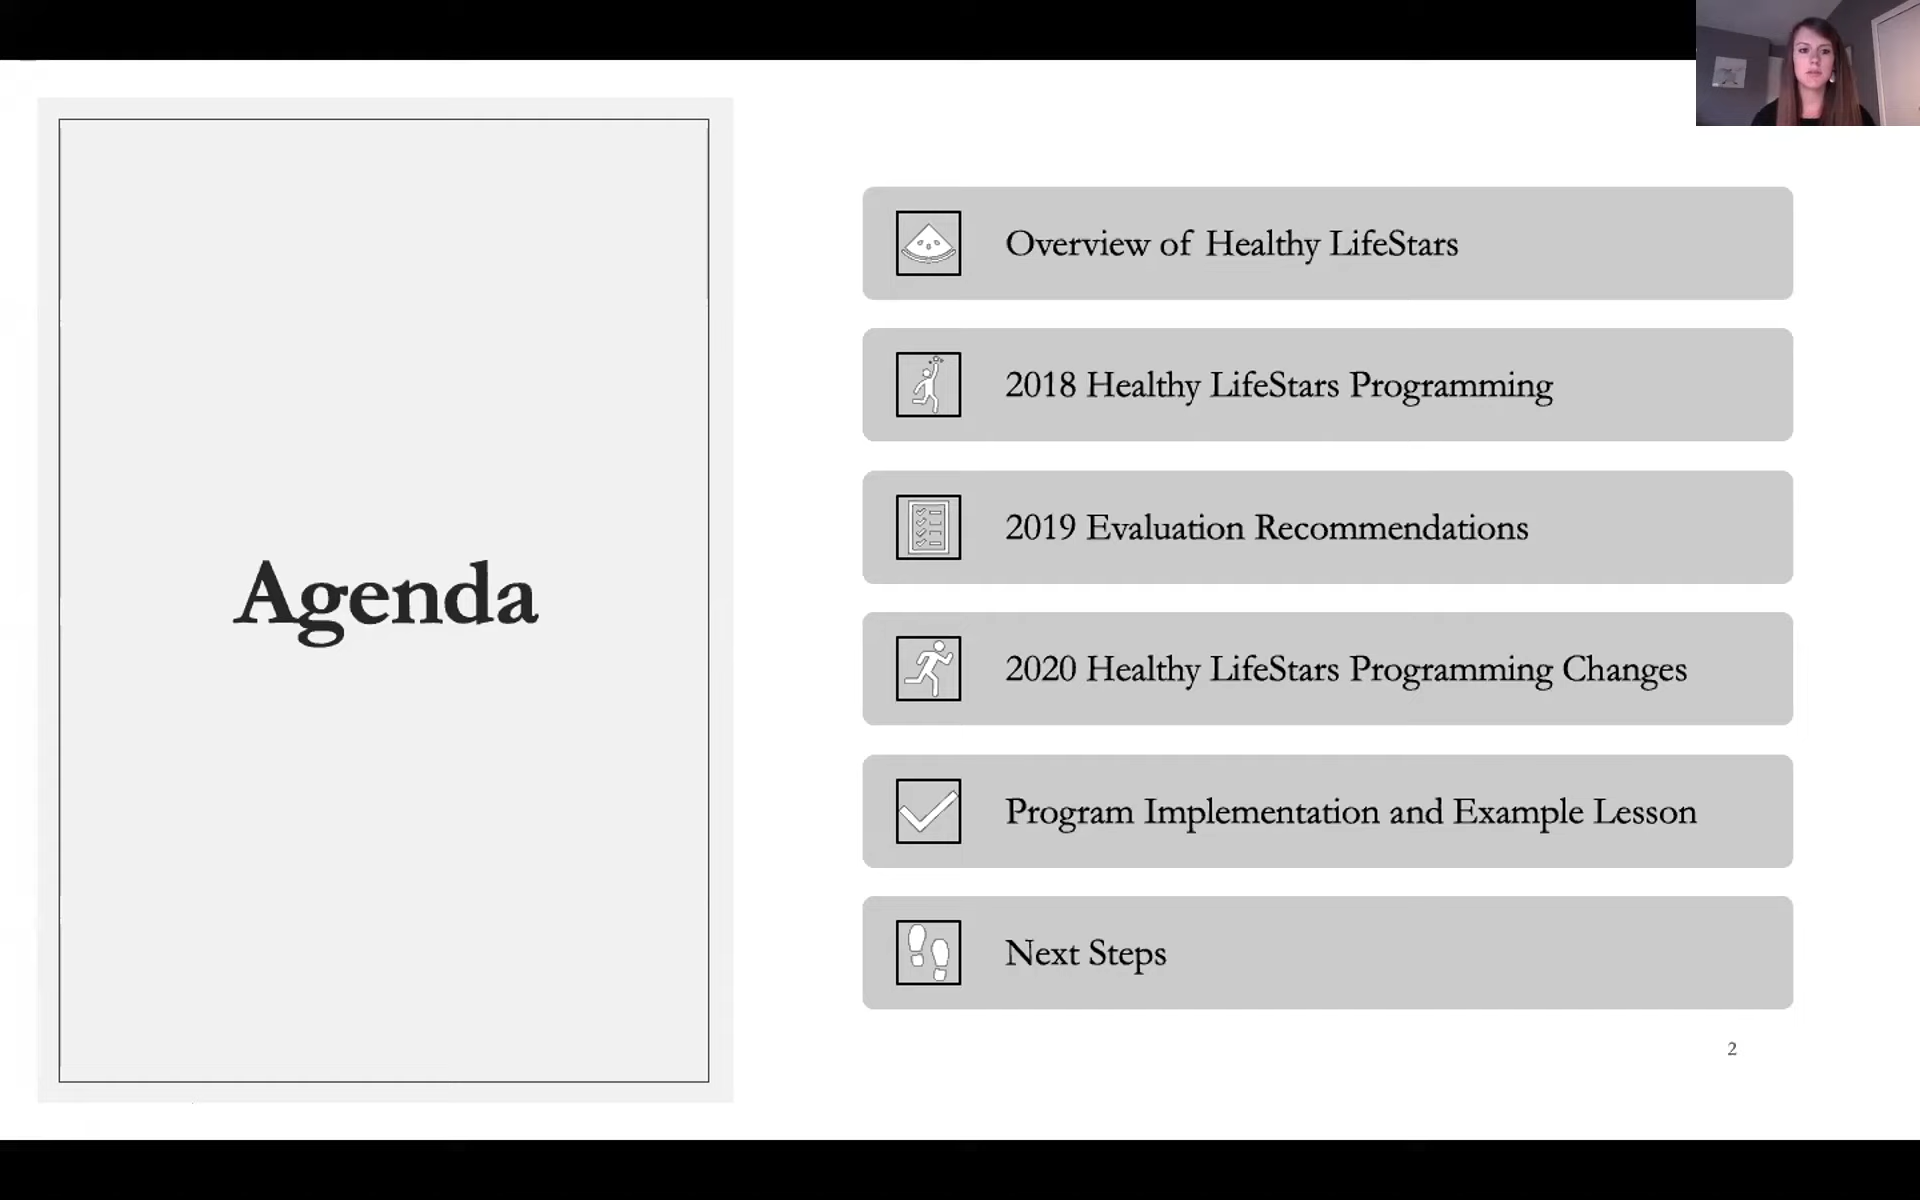 Agenda
Overview of Healthy LifeStars
2018 Healthy LifeStars Programming
2019 Evaluation Recommendations
2020 Healthy LifeStars Programming Changes
Program Implementation and Example Lesson
Next Steps
2